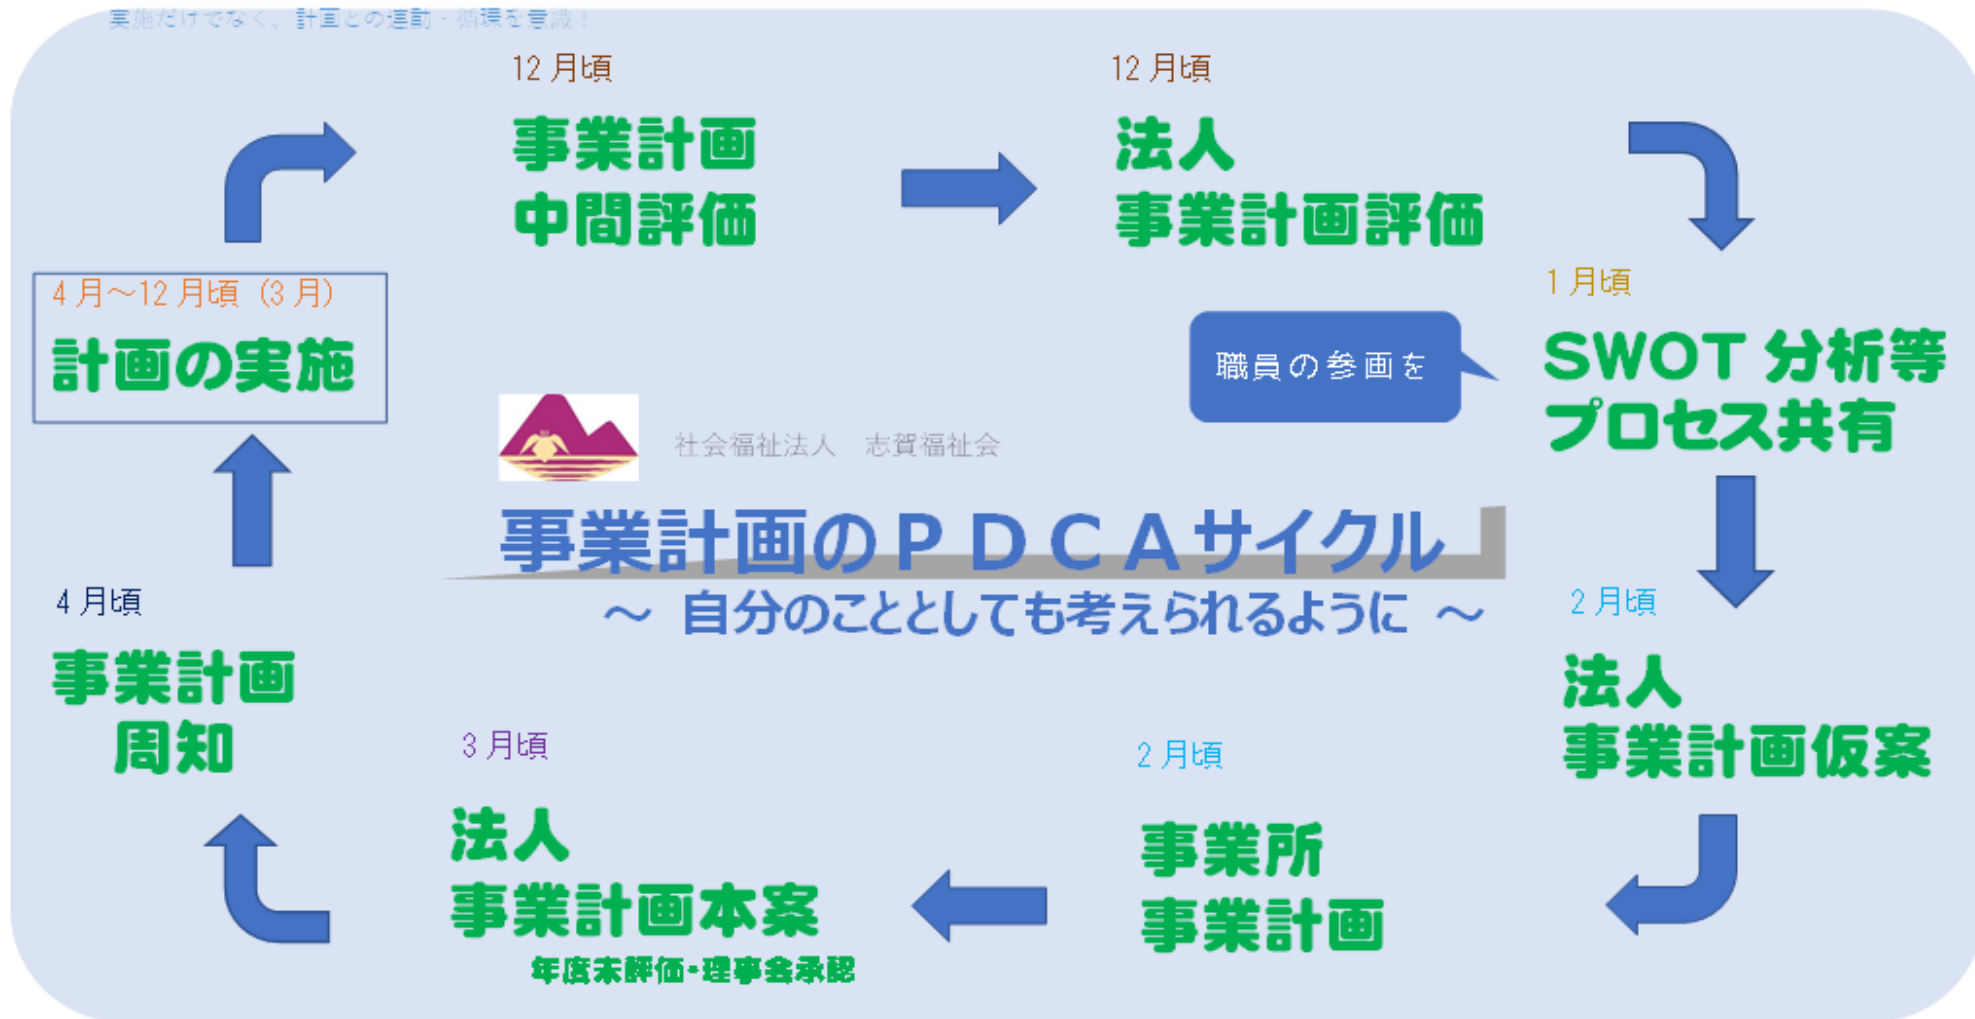 実施だけでなく、計画との連動・循環を意識！
12月頃
事業計画
中間評価
12月頃
法人
事業計画評価
1月頃
SWOT分析等
プロセス共有
職員の参画を
4月～12月頃（3月）
計画の実施
社会福祉法人　志賀福祉会
事業計画のＰＤＣＡサイクル
～ 自分のこととしても考えられるように ～
2月頃
法人
事業計画仮案
2月頃
事業所
事業計画
3月頃
法人
事業計画本案
年度末評価・理事会承認
4月頃
事業計画
周知